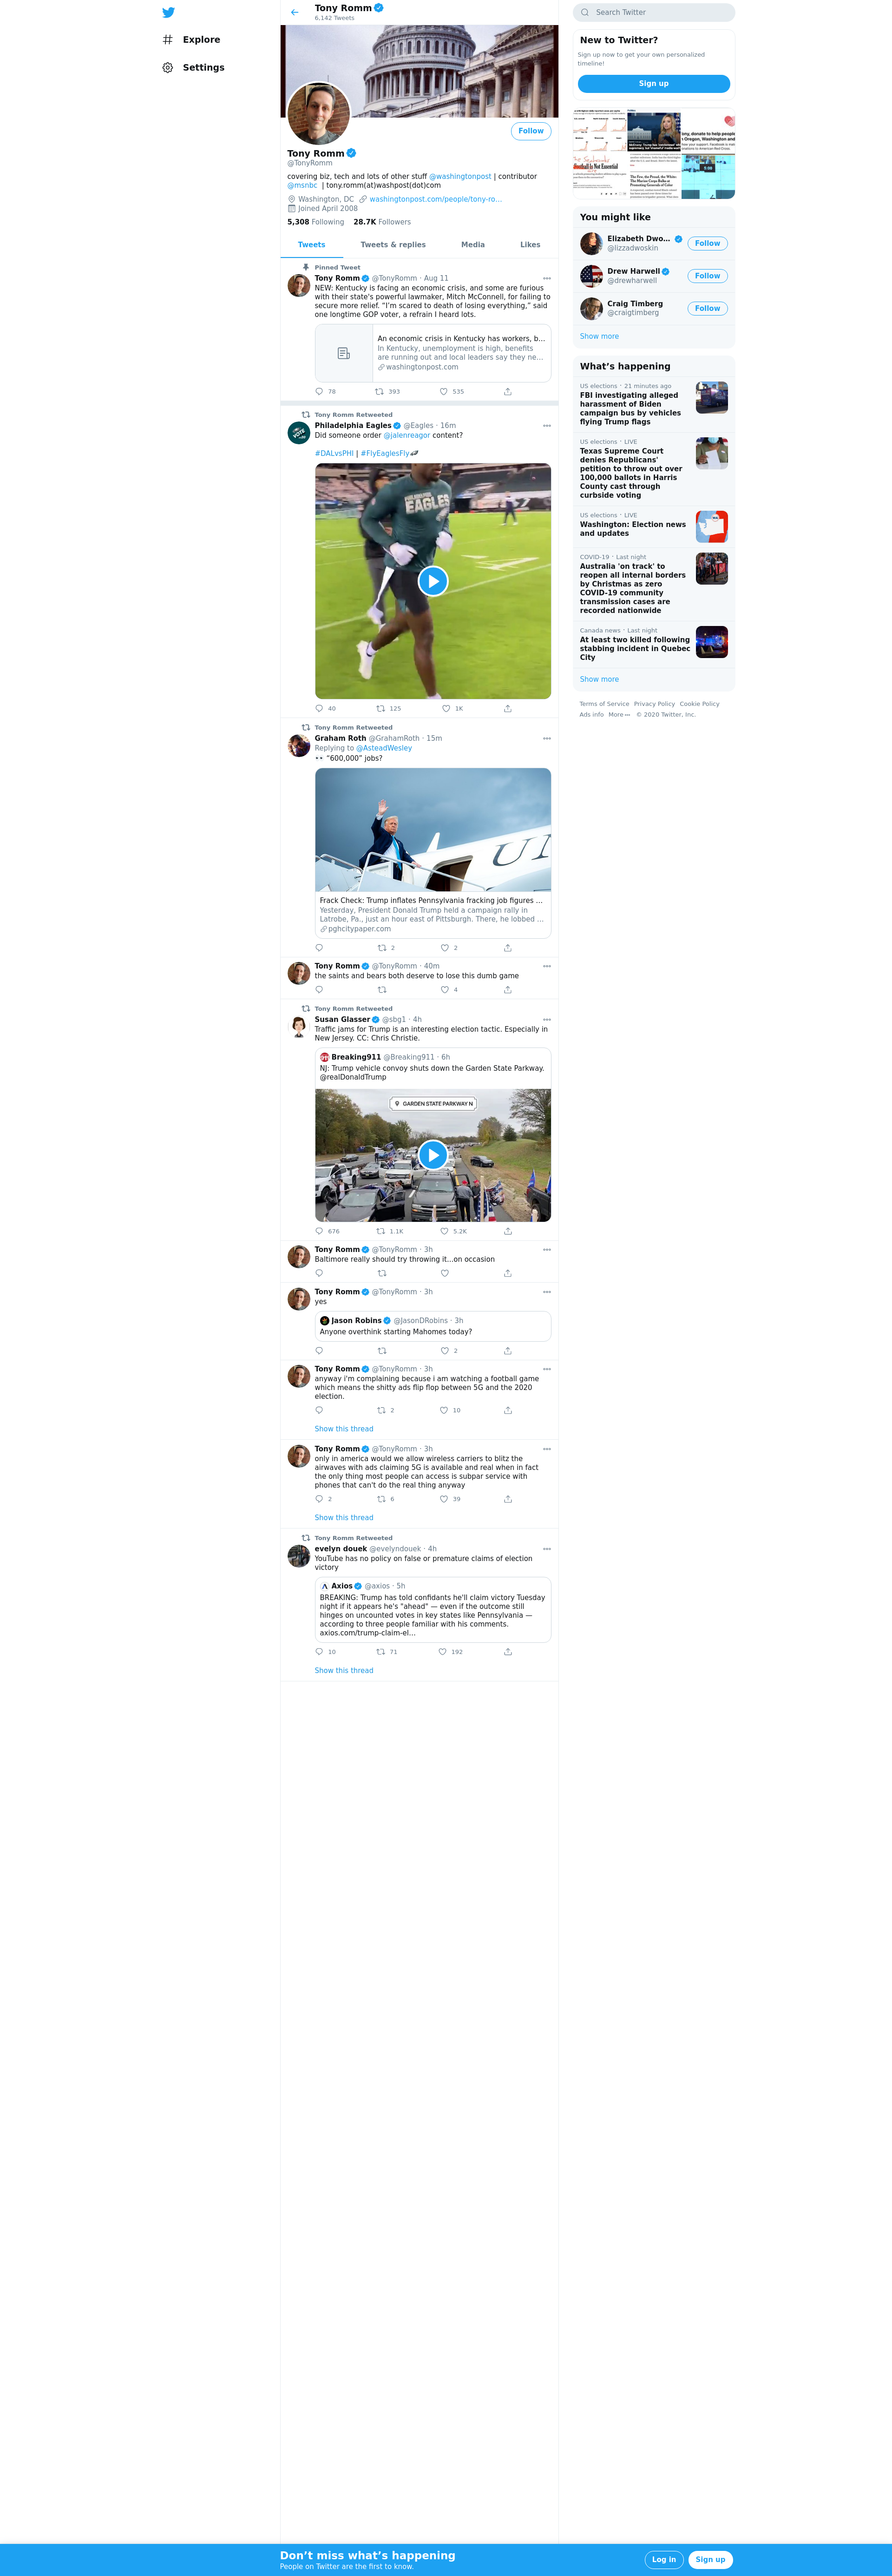 Explore
Settings
Tony Romm
6,142 Tweets
Follow
Tony Romm
@TonyRomm
covering biz, tech and lots of other stuff @washingtonpost | contributor
@msnbc | tony.romm(at)washpost(dot)com
Washington, DC washingtonpost.com/people/tony-ro…
Joined April 2008
5,308 Following 28.7K Followers
Tweets Tweets & replies Media Likes
Pinned Tweet
Tony Romm @TonyRomm · Aug 11
NEW: Kentucky is facing an economic crisis, and some are furious
with their state's powerful lawmaker, Mitch McConnell, for failing to
secure more relief. "I'm scared to death of losing everything," said
one longtime GOP voter, a refrain I heard lots.
An economic crisis in Kentucky has workers, b…
In Kentucky, unemployment is high, benefits
are running out and local leaders say they ne…
washingtonpost.com
78 393 535
Tony Romm Retweeted
Philadelphia Eagles @Eagles · 16m
Did someone order @jalenreagor content?
#DALvsPHI | #FlyEaglesFly
EAGLES
40 125 1K
Tony Romm Retweeted
Graham Roth @GrahamRoth · 15m
Replying to @AsteadWesley
"600,000" jobs?
Frack Check: Trump inflates Pennsylvania fracking job figures …
Yesterday, President Donald Trump held a campaign rally in
Latrobe, Pa., just an hour east of Pittsburgh. There, he lobbed …
pghcitypaper.com
2 2
Tony Romm @TonyRomm · 40m
the saints and bears both deserve to lose this dumb game
4
Tony Romm Retweeted
Susan Glasser @sbg1 · 4h
Traffic jams for Trump is an interesting election tactic. Especially in
New Jersey. CC: Chris Christie.
Breaking911 @Breaking911 · 6h
NJ: Trump vehicle convoy shuts down the Garden State Parkway.
@realDonaldTrump
GARDEN STATE PARKWAY N
676 1.1K 5.2K
Tony Romm @TonyRomm · 3h
Baltimore really should try throwing it...on occasion
Tony Romm @TonyRomm · 3h
yes
Jason Robins @JasonDRobins · 3h
Anyone overthink starting Mahomes today?
2
Tony Romm @TonyRomm · 3h
anyway i'm complaining because i am watching a football game
which means the shitty ads flip flop between 5G and the 2020
election.
2 10
Show this thread
Tony Romm @TonyRomm · 3h
only in america would we allow wireless carriers to blitz the
airwaves with ads claiming 5G is available and real when in fact
the only thing most people can access is subpar service with
phones that can't do the real thing anyway
2 6 39
Show this thread
Tony Romm Retweeted
evelyn douek @evelyndouek · 4h
YouTube has no policy on false or premature claims of election
victory
Axios @axios · 5h
BREAKING: Trump has told confidants he'll claim victory Tuesday
night if it appears he's "ahead" — even if the outcome still
hinges on uncounted votes in key states like Pennsylvania —
according to three people familiar with his comments.
axios.com/trump-claim-el…
10 71 192
Show this thread
Search Twitter
New to Twitter?
Sign up now to get your own personalized
timeline!
Sign up
You might like
Elizabeth Dwo…
@lizzadwoskin
Follow
Drew Harwell
@drewharwell
Follow
Craig Timberg
@craigtimberg
Follow
Show more
What's happening
US elections · 21 minutes ago
FBI investigating alleged
harassment of Biden
campaign bus by vehicles
flying Trump flags
US elections · LIVE
Texas Supreme Court
denies Republicans'
petition to throw out over
100,000 ballots in Harris
County cast through
curbside voting
US elections · LIVE
Washington: Election news
and updates
COVID-19 · Last night
Australia 'on track' to
reopen all internal borders
by Christmas as zero
COVID-19 community
transmission cases are
recorded nationwide
Canada news · Last night
At least two killed following
stabbing incident in Quebec
City
Show more
Terms of Service Privacy Policy Cookie Policy
Ads info More © 2020 Twitter, Inc.
Don't miss what's happening
People on Twitter are the first to know.
Log in
Sign up